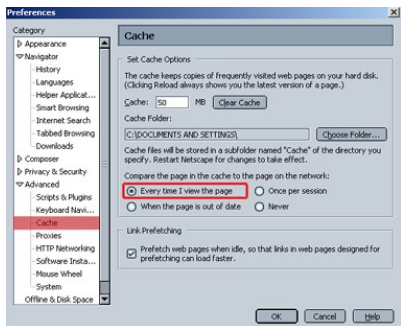 Preferences
Category
Appearance
Navigator
History
Languages
Helper Applicat...
Smart Browsing
Internet Search
Tabbed Browsing
Downloads
Composer
Privacy & Security
Advanced
Scripts & Plugins
Keyboard Navi...
Cache
Proxies
HTTP Networking
Software Insta...
Mouse Wheel
System
Offline & Disk Space
Cache
Set Cache Options
The cache keeps copies of frequently visited web pages on your hard disk.
(Clicking Reload always shows you the latest version of a page.)
Cache: 50 MB Clear Cache
Cache Folder:
C:\DOCUMENTS AND SETTINGS\ Choose Folder...
Cache files will be stored in a subfolder named "Cache" of the directory you
specify. Restart Netscape for changes to take effect.
Compare the page in the cache to the page on the network:
Every time I view the page Once per session
When the page is out of date Never
Link Prefetching
Prefetch web pages when idle, so that links in web pages designed for
prefetching can load faster.
OK Cancel Help